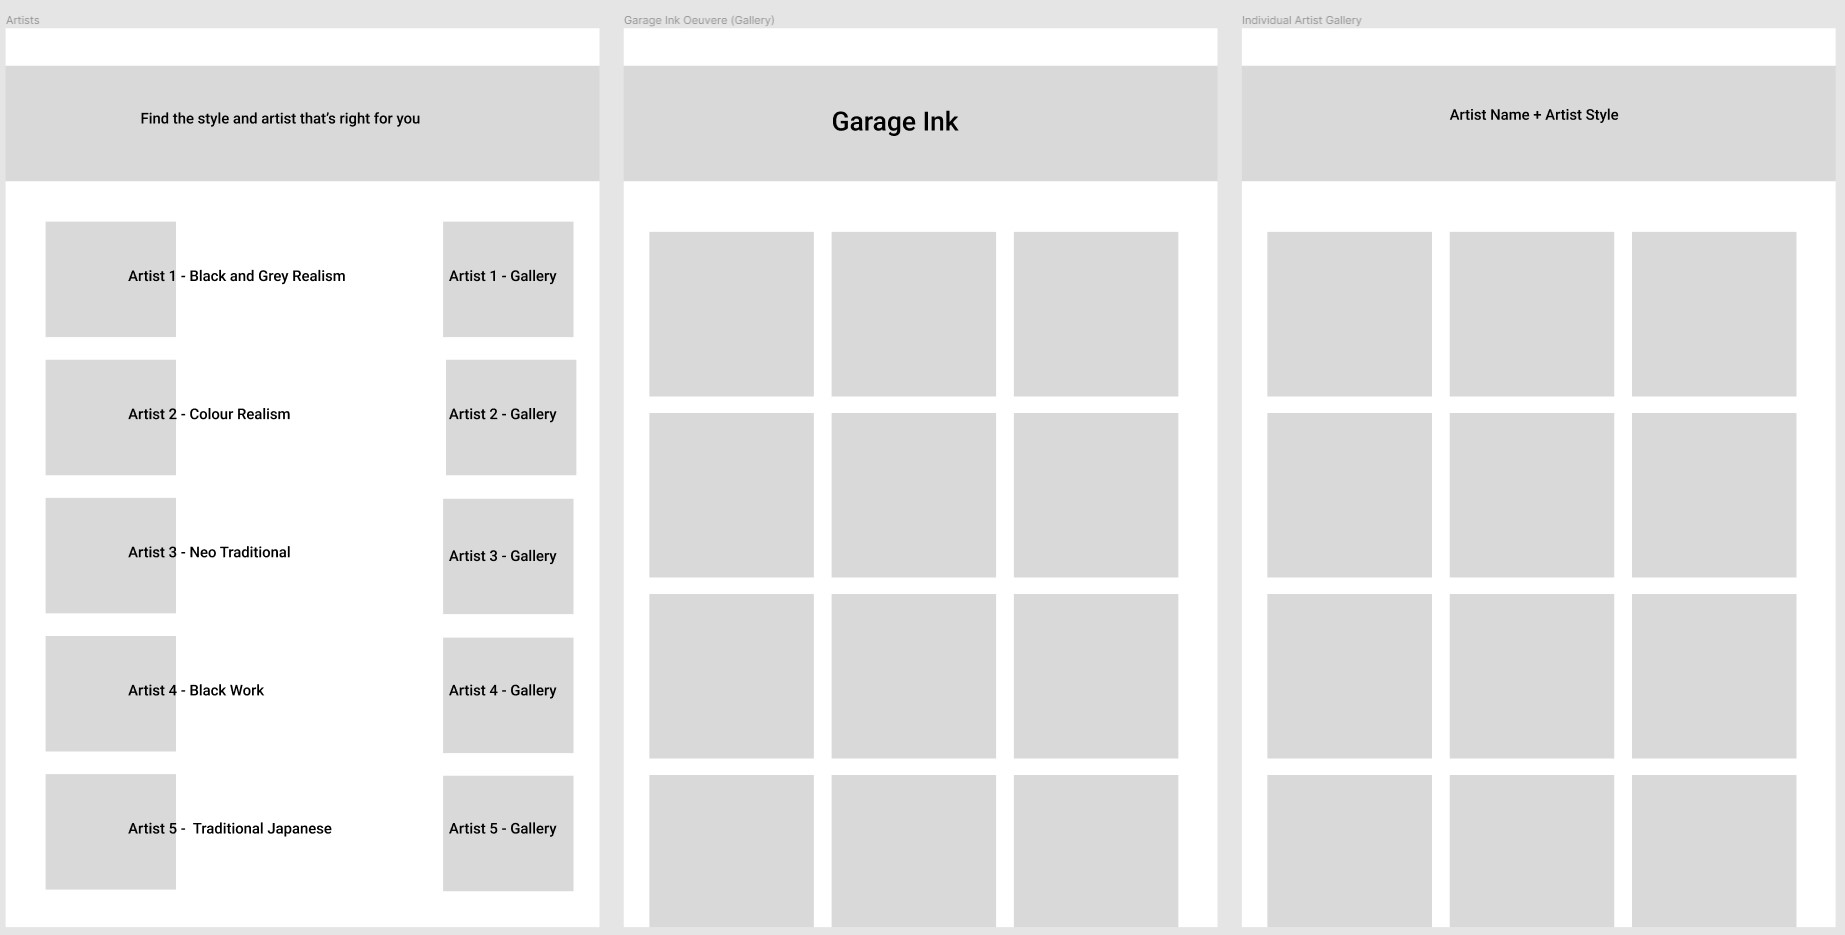 Artists
Garage Ink Oeuvere (Gallery)
Individual Artist Gallery
Find the style and artist that's right for you
Garage Ink
Artist Name + Artist Style
Artist 1 - Black and Grey Realism
Artist 1 - Gallery
Artist 2 - Colour Realism
Artist 2 - Gallery
Artist 3 - Neo Traditional
Artist 3 - Gallery
Artist 4 - Black Work
Artist 4 - Gallery
Artist 5 -  Traditional Japanese
Artist 5 - Gallery